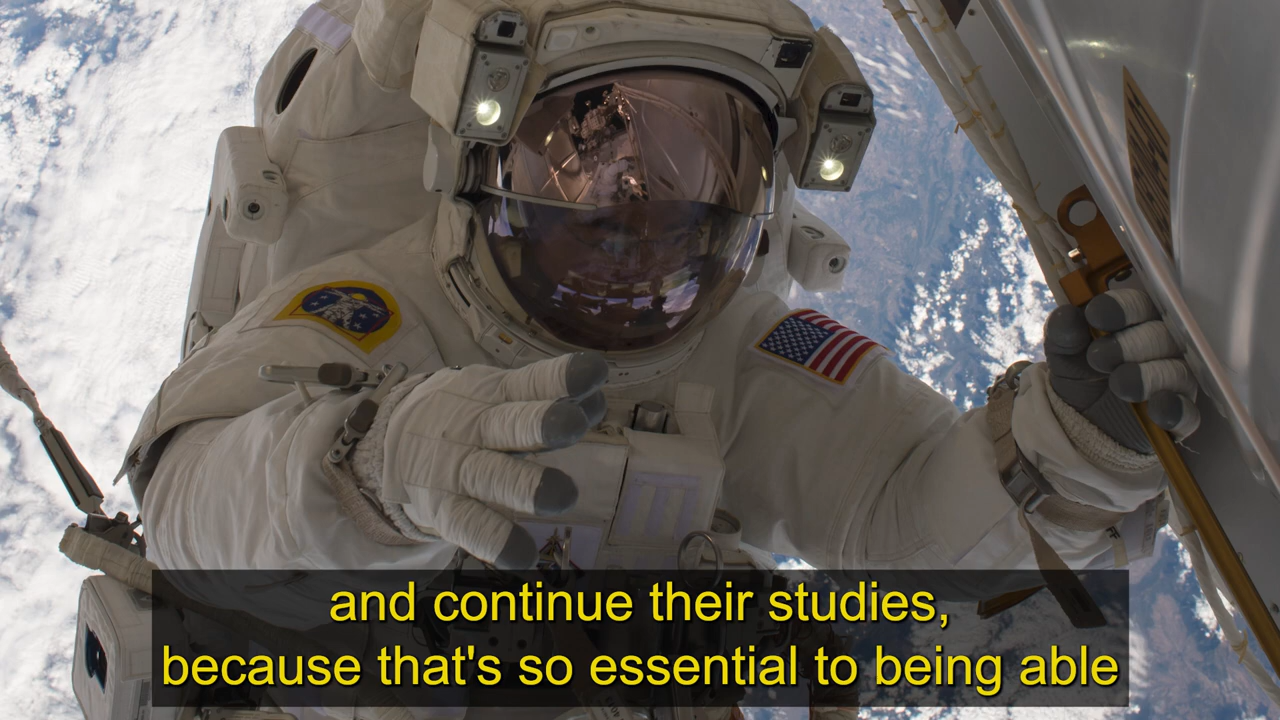 and continue their studies,
because that's so essential to being able